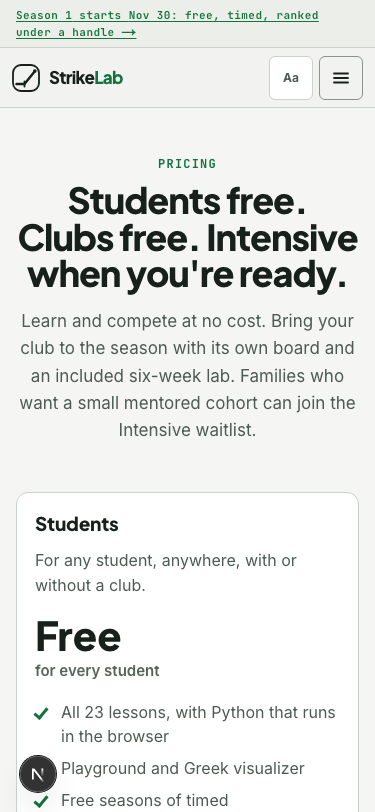 Season 1 starts Nov 30: free, timed, ranked
under a handle →
StrikeLab
Aa
PRICING
Students free.
Clubs free. Intensive
when you're ready.
Learn and compete at no cost. Bring your
club to the season with its own board and
an included six-week lab. Families who
want a small mentored cohort can join the
Intensive waitlist.
Students
For any student, anywhere, with or
without a club.
Free
for every student
All 23 lessons, with Python that runs
in the browser
Playground and Greek visualizer
Free seasons of timed
N